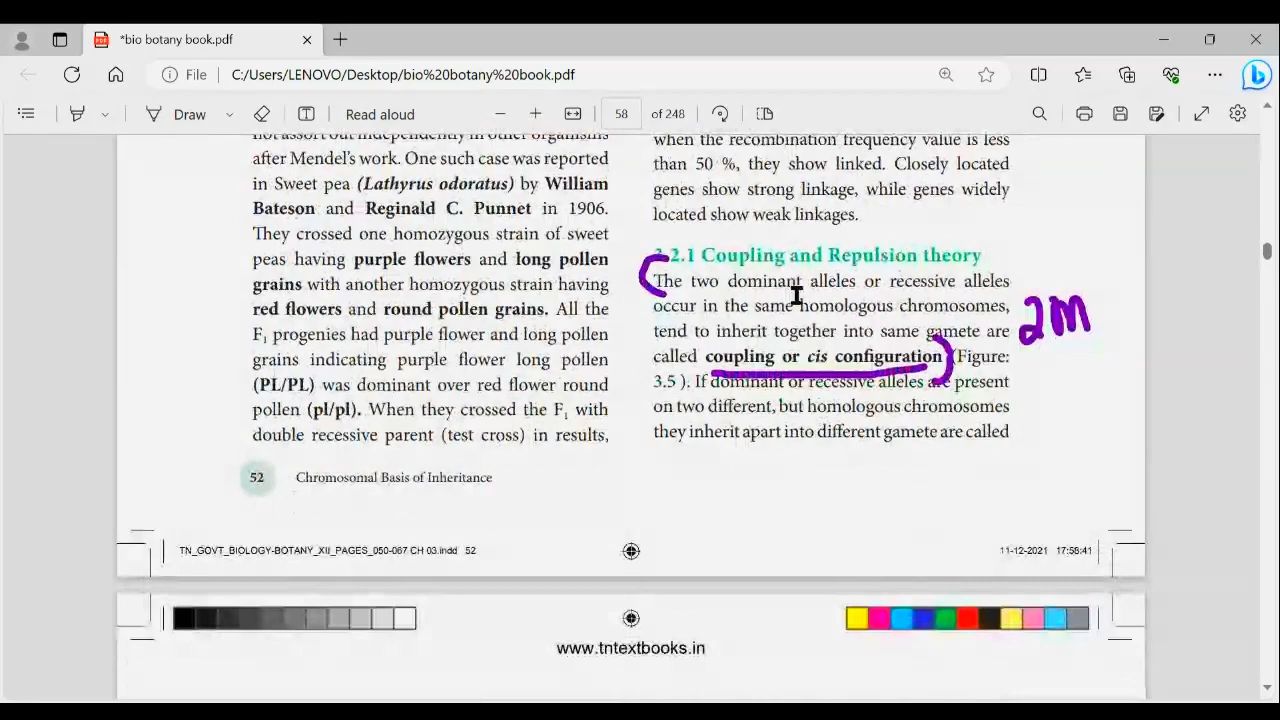 *bio botany book.pdf
File
C:/Users/LENOVO/Desktop/bio%20botany%20book.pdf
Draw
Read aloud
58
of 248
not assort out independently in other organisms
after Mendel's work. One such case was reported
in Sweet pea (Lathyrus odoratus) by William
Bateson and Reginald C. Punnet in 1906.
They crossed one homozygous strain of sweet
peas having purple flowers and long pollen
grains with another homozygous strain having
red flowers and round pollen grains. All the
F1 progenies had purple flower and long pollen
grains indicating purple flower long pollen
(PL/PL) was dominant over red flower round
pollen (pl/pl). When they crossed the F1 with
double recessive parent (test cross) in results,
52
Chromosomal Basis of Inheritance
when the recombination frequency value is less
than 50 %, they show linked. Closely located
genes show strong linkage, while genes widely
located show weak linkages.
3.2.1 Coupling and Repulsion theory
The two dominant alleles or recessive alleles
occur in the same homologous chromosomes,
tend to inherit together into same gamete are
called coupling or cis configuration (Figure:
3.5 ). If dominant or recessive alleles are present
on two different, but homologous chromosomes
they inherit apart into different gamete are called
2M
TN_GOVT_BIOLOGY-BOTANY_XII_PAGES_050-067 CH 03.indd 52
11-12-2021 17:58:41
www.tntextbooks.in